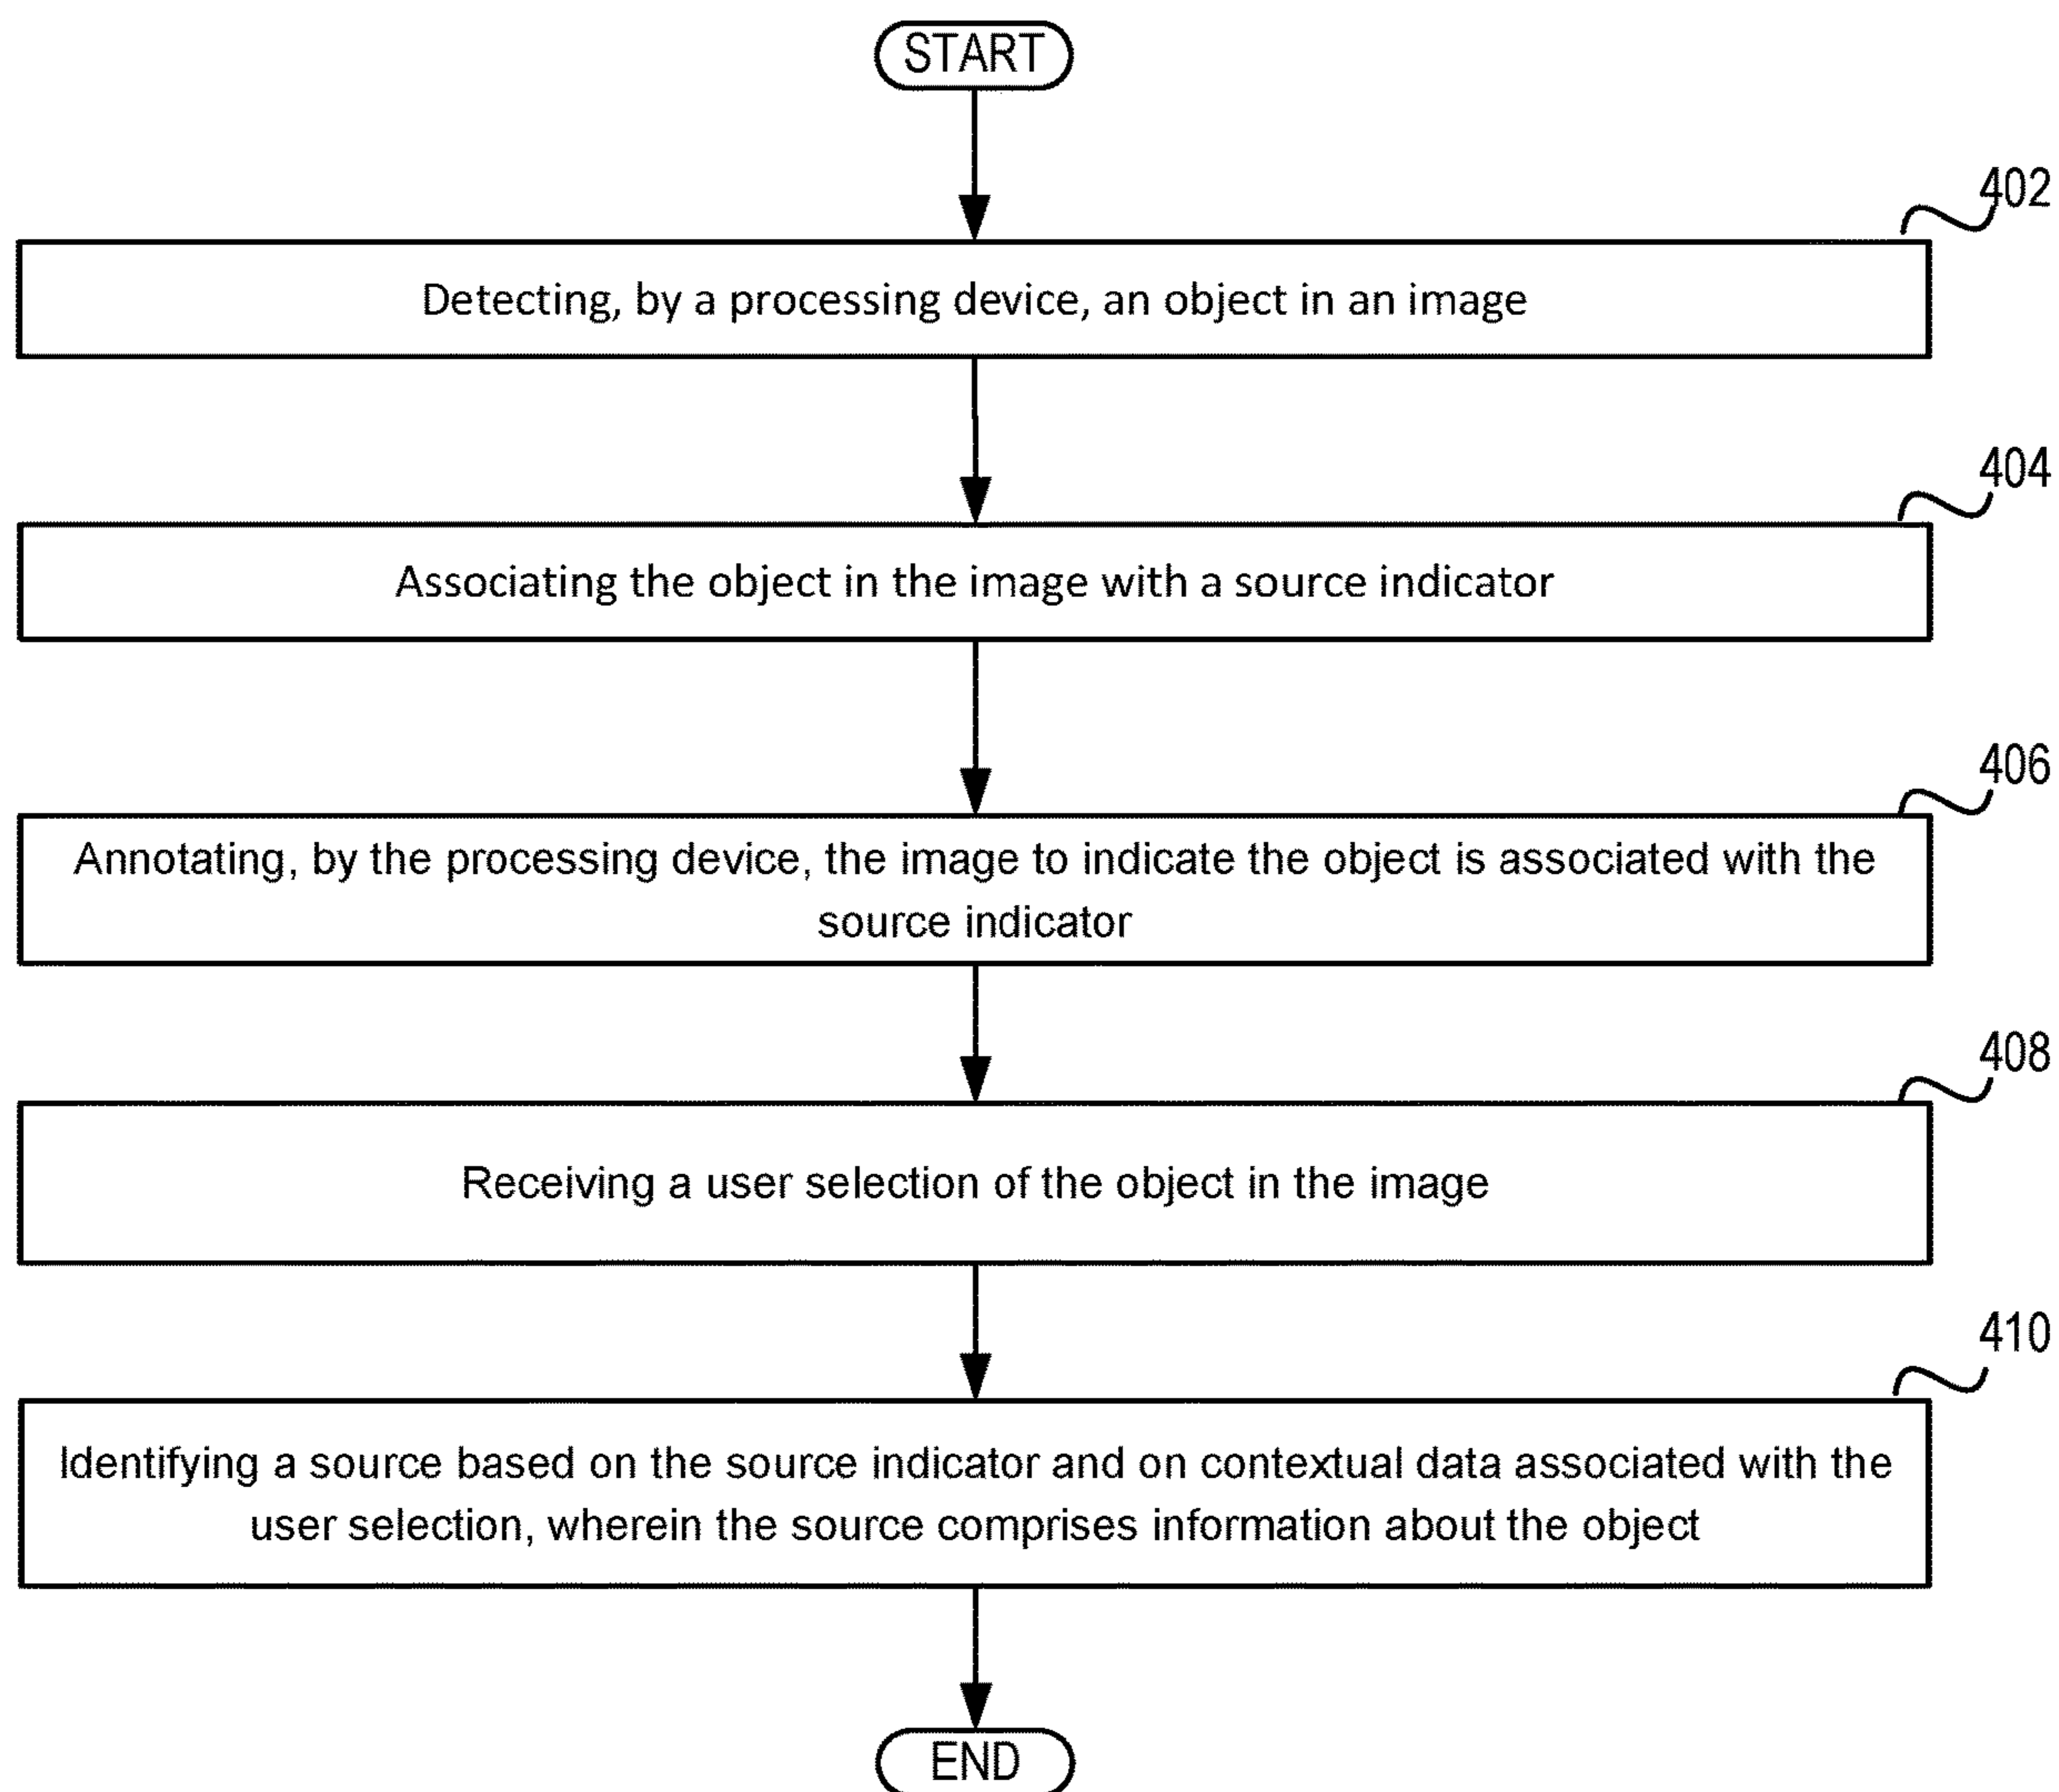 START
402
Detecting, by a processing device, an object in an image
404
Associating the object in the image with a source indicator
406
Annotating, by the processing device, the image to indicate the object is associated with the
source indicator
408
Receiving a user selection of the object in the image
410
Identifying a source based on the source indicator and on contextual data associated with the
user selection, wherein the source comprises information about the object
END